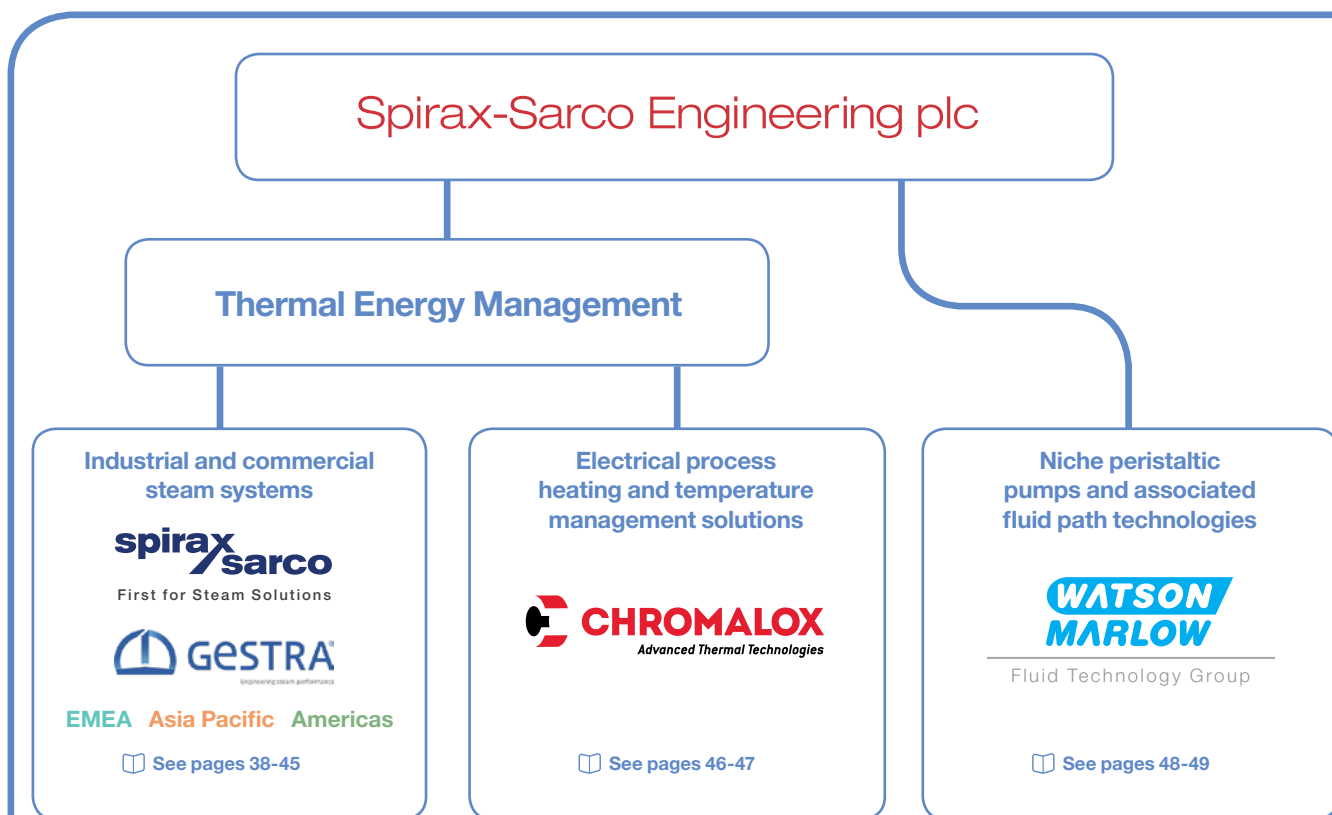 Spirax-Sarco Engineering plc
Thermal Energy Management
Industrial and commercial
steam systems
spirax
sarco
First for Steam Solutions
GESTRA®
Engineering steam performance
EMEA Asia Pacific Americas
See pages 38-45
Electrical process
heating and temperature
management solutions
CHROMALOX
Advanced Thermal Technologies
See pages 46-47
Niche peristaltic
pumps and associated
fluid path technologies
WATSON
MARLOW
Fluid Technology Group
See pages 48-49